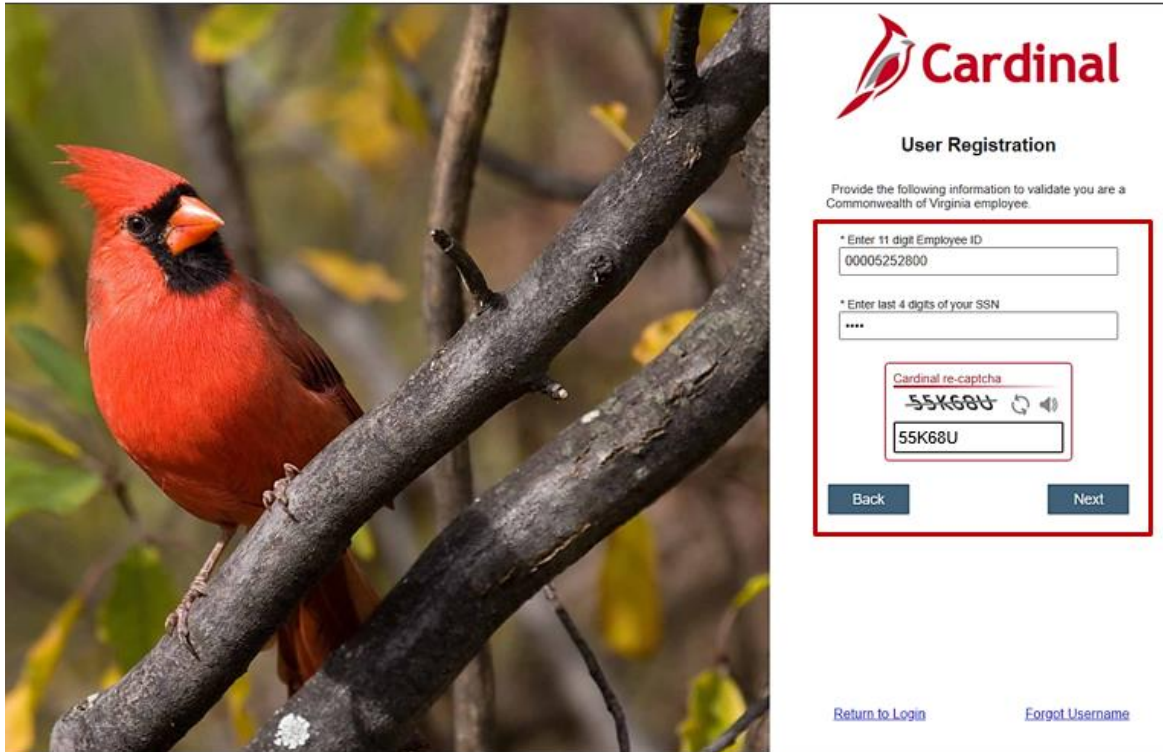 Cardinal
User Registration
Provide the following information to validate you are a
Commonwealth of Virginia employee.
* Enter 11 digit Employee ID
00005252800
* Enter last 4 digits of your SSN
••••
Cardinal re-captcha
55K68U
55K68U
Back
Next
Return to Login
Forgot Username